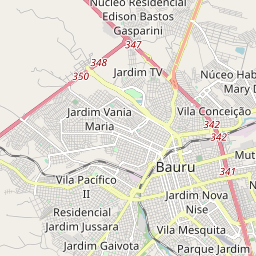 Núcleo Residencial
Edison Bastos
Gasparini
347
348
350
Jardim TV
Núceo Hab
Mary D
Vila Conceição
Jardim Vania
Maria
342
342
Bauru
Mut
Vila Pacífico
II
341
Jardim Nova
Nise
Residencial
Jardim Jussara
Vila Mesquita
Jardim Gaivota
Parque Jardim